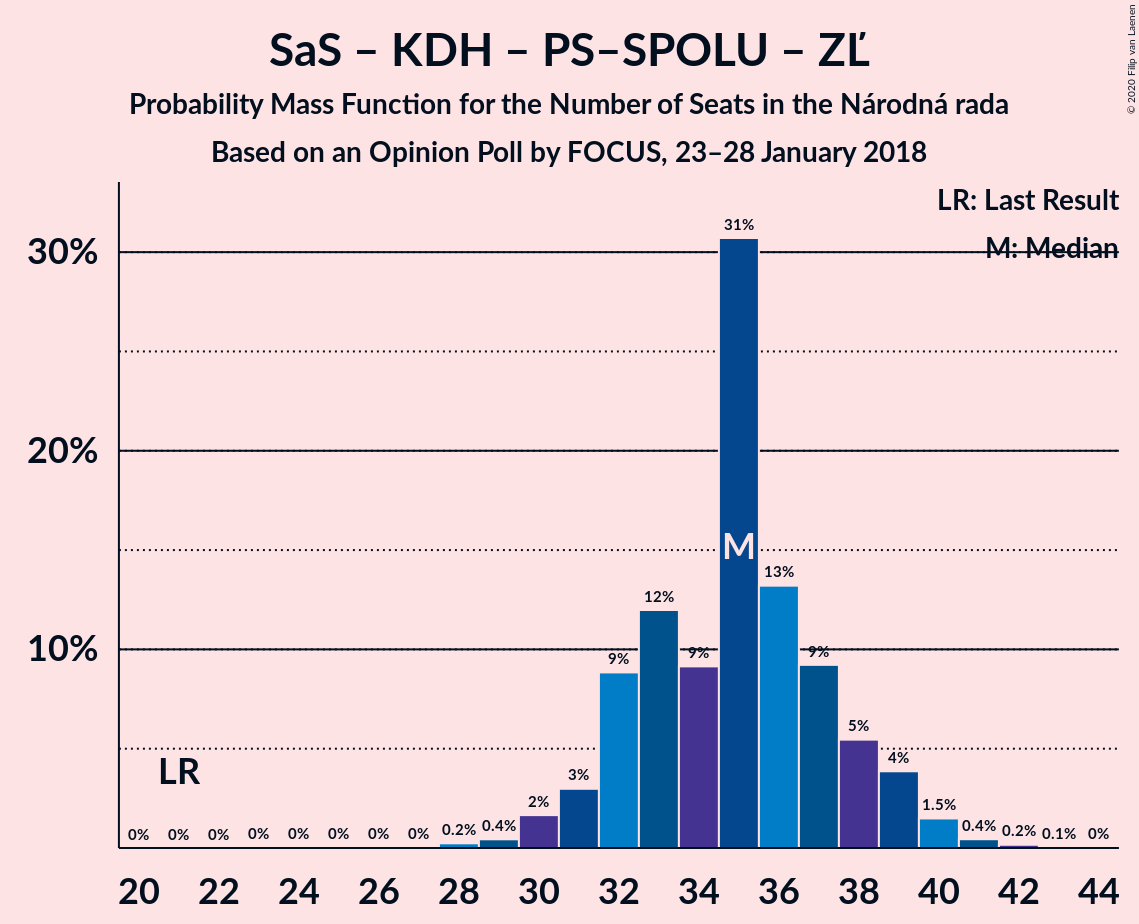 SaS – KDH – PS–SPOLU – ZĽ
Probability Mass Function for the Number of Seats in the Národná rada
Based on an Opinion Poll by FOCUS, 23–28 January 2018
© 2020 Filip van Laenen
LR: Last Result
M: Median
30%
20%
10%
31%
M
13%
12%
9%
9%
9%
5%
4%
3%
2%
1.5%
LR
0% 0% 0% 0% 0% 0% 0% 0% 0.2% 0.4% 0.4% 0.2% 0.1% 0%
20 22 24 26 28 30 32 34 36 38 40 42 44